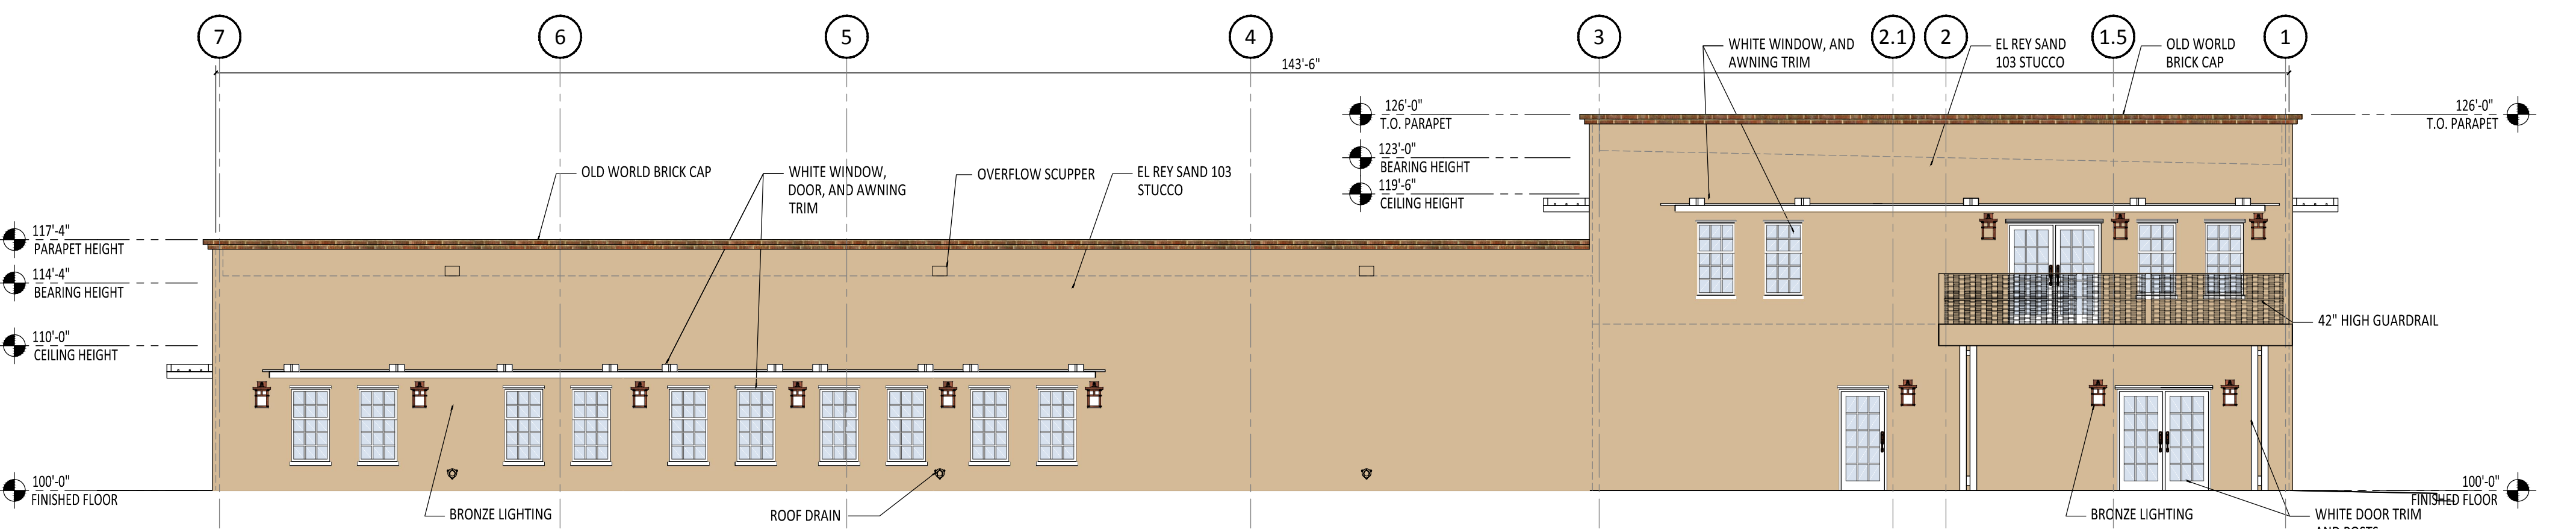 7
6
5
4
3
2.1
2
1.5
1
143'-6"
WHITE WINDOW, AND
AWNING TRIM
EL REY SAND
103 STUCCO
OLD WORLD
BRICK CAP
126'-0"
T.O. PARAPET
123'-0"
BEARING HEIGHT
119'-6"
CEILING HEIGHT
126'-0"
T.O. PARAPET
OLD WORLD BRICK CAP
WHITE WINDOW,
DOOR, AND AWNING
TRIM
OVERFLOW SCUPPER
EL REY SAND 103
STUCCO
117'-4"
PARAPET HEIGHT
114'-4"
BEARING HEIGHT
110'-0"
CEILING HEIGHT
42" HIGH GUARDRAIL
100'-0"
FINISHED FLOOR
BRONZE LIGHTING
ROOF DRAIN
BRONZE LIGHTING
100'-0"
FINISHED FLOOR
WHITE DOOR TRIM
AND POSTS